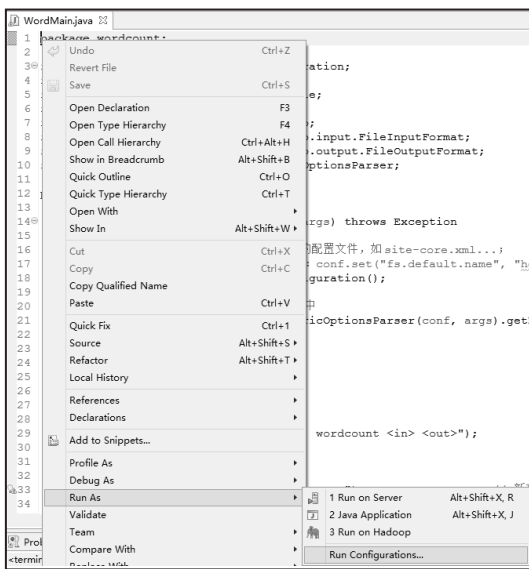 WordMain.java
1 package wordcount;
2
3 ration;
4
5 e;
6
7 ;
8 .input.FileInputFormat;
9 .output.FileOutputFormat;
10 OptionsParser;
11
12
13
14 rgs) throws Exception
15
16 的配置文件，如site-core.xml...;
17 conf.set("fs.default.name", "h
18 guration();
19
20 中
21 icOptionsParser(conf, args).get
22
23
24
25
26
27
28
29 wordcount <in> <out>");
30
31
32
33
34
Undo Ctrl+Z
Revert File
Save Ctrl+S
Open Declaration F3
Open Type Hierarchy F4
Open Call Hierarchy Ctrl+Alt+H
Show in Breadcrumb Alt+Shift+B
Quick Outline Ctrl+O
Quick Type Hierarchy Ctrl+T
Open With
Show In Alt+Shift+W
Cut Ctrl+X
Copy Ctrl+C
Copy Qualified Name
Paste Ctrl+V
Quick Fix Ctrl+1
Source Alt+Shift+S
Refactor Alt+Shift+T
Local History
References
Declarations
Add to Snippets...
Profile As
Debug As
Run As
Validate
Team
Compare With
Replace With
1 Run on Server Alt+Shift+X, R
2 Java Application Alt+Shift+X, J
3 Run on Hadoop
Run Configurations...
Prol
<termin